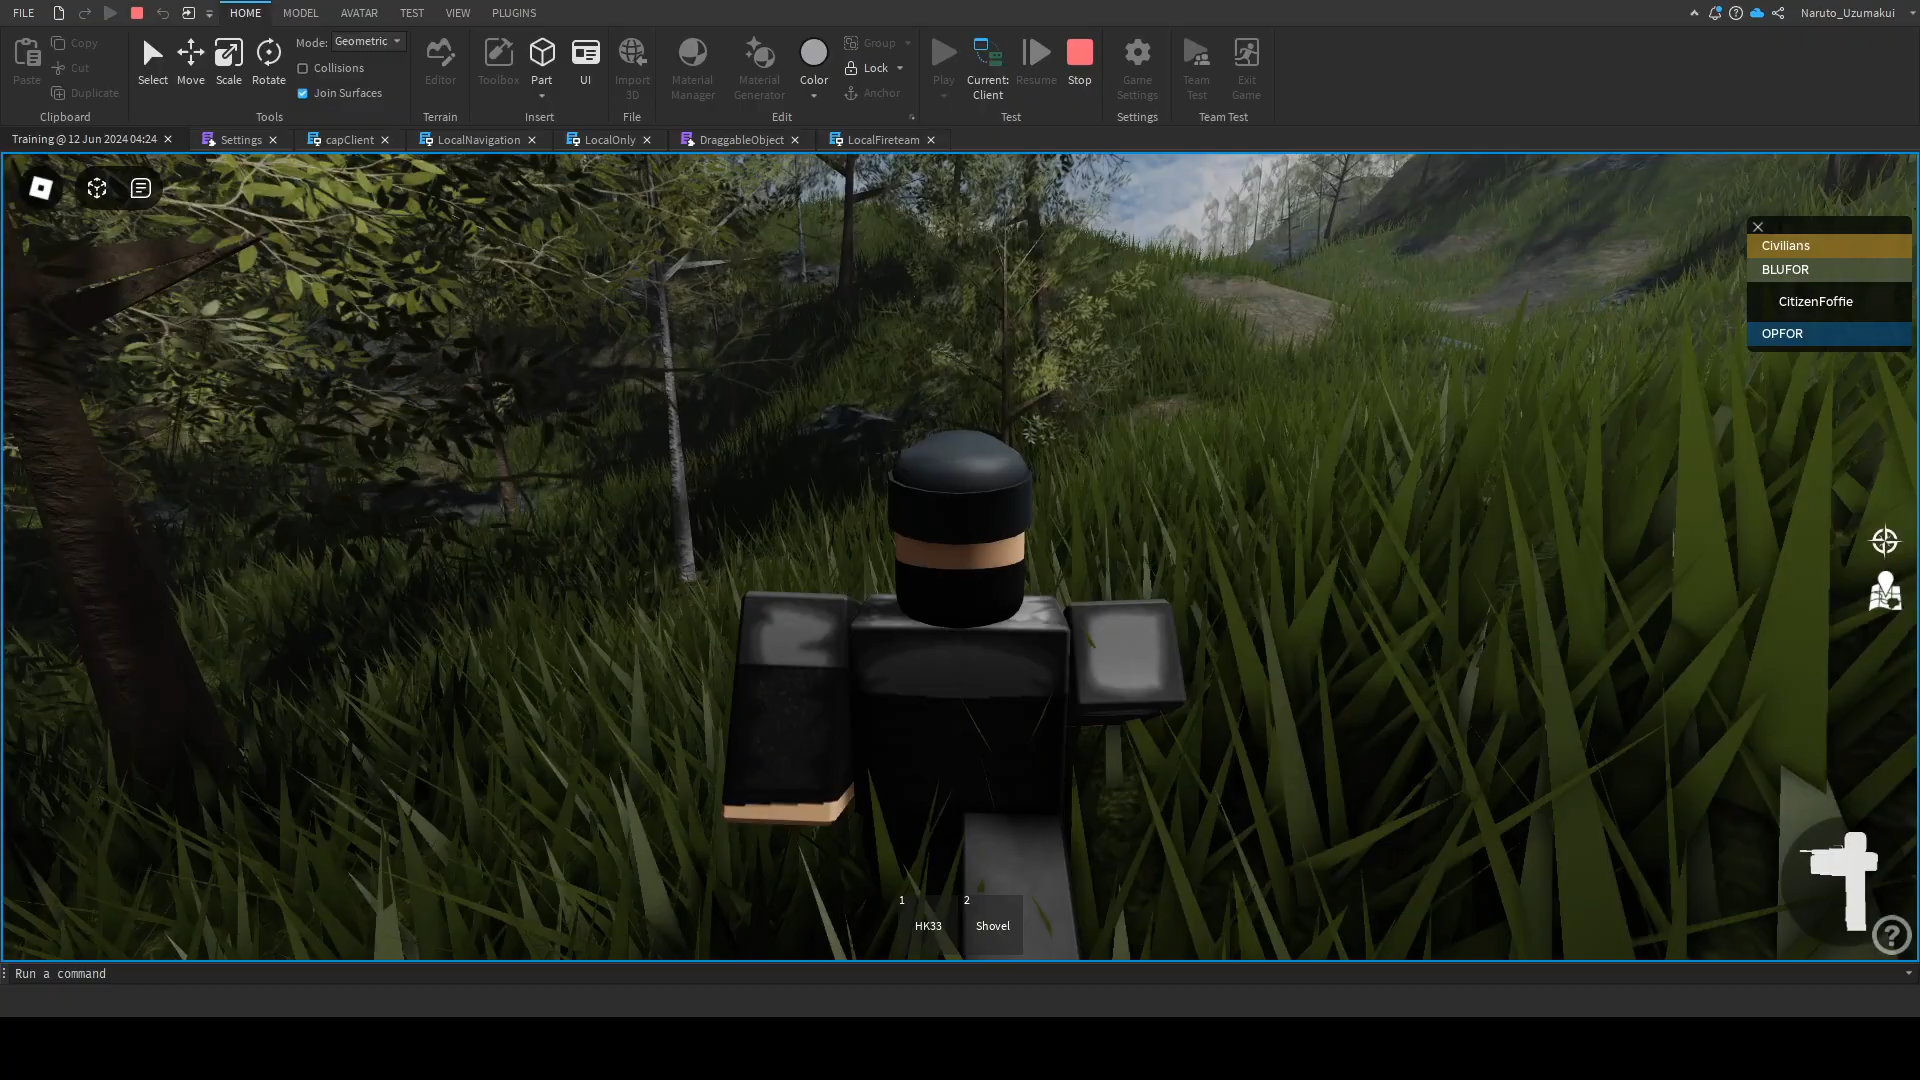 FILE HOME MODEL AVATAR TEST VIEW PLUGINS Naruto_Uzumakui
Paste Copy Cut Duplicate Clipboard
Select Move Scale Rotate Mode: Geometric Collisions Join Surfaces Tools
Editor Terrain
Toolbox Part UI Insert
Import 3D File
Material Manager Material Generator Color Group Lock Anchor Edit
Play Current: Client Resume Stop Test
Game Settings Settings
Team Test Exit Game Team Test
Training @ 12 Jun 2024 04:24 Settings capClient LocalNavigation LocalOnly DraggableObject LocalFireteam
Civilians
BLUFOR
CitizenFoffie
OPFOR
1 2
HK33 Shovel
?
Run a command